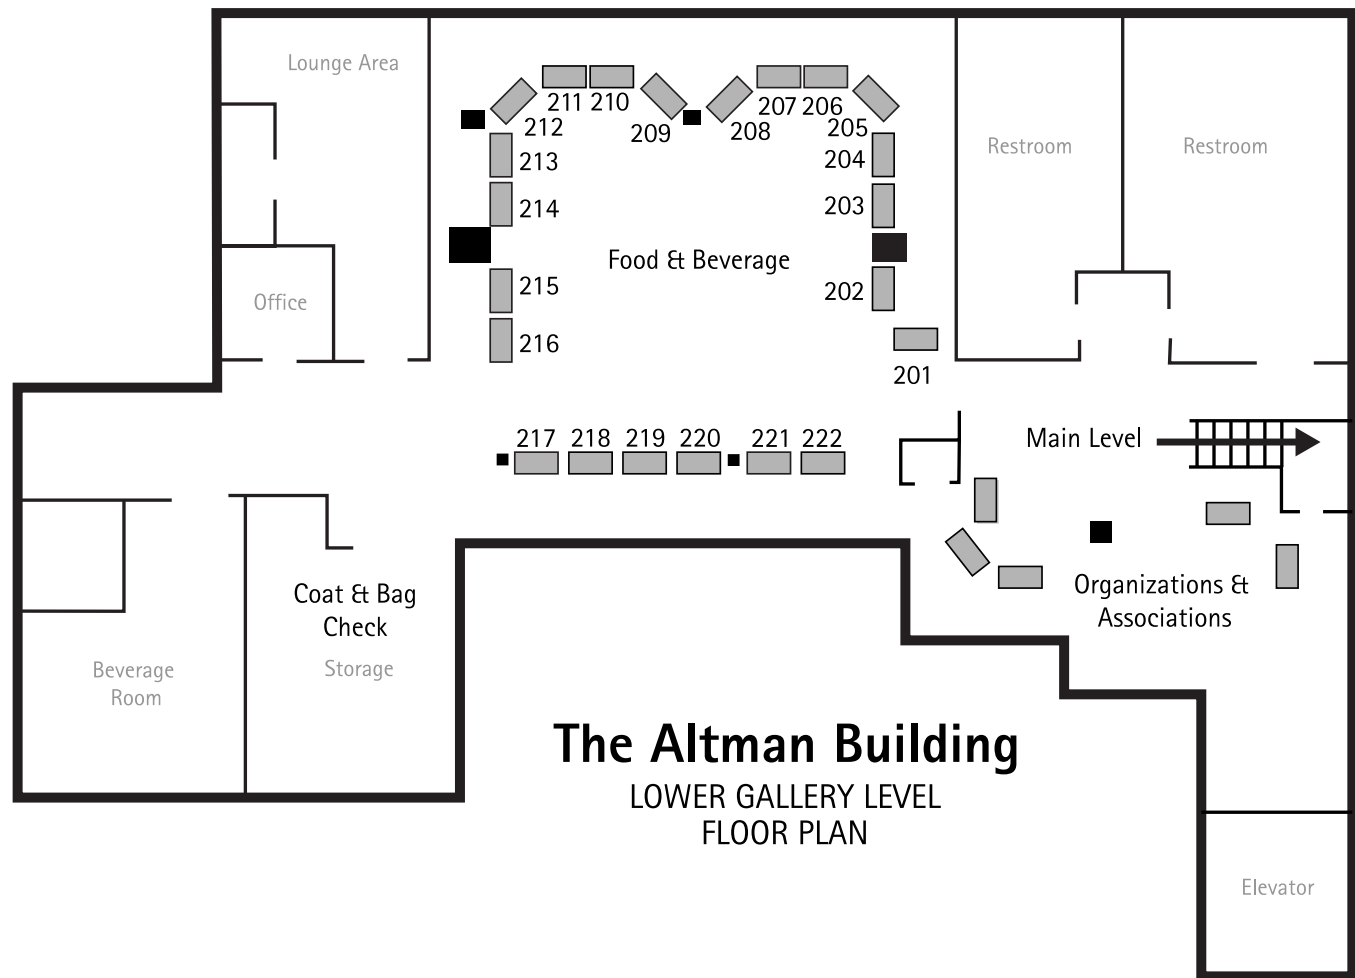 Lounge Area
211 210
207 206
212
209
208
205
213
204
Restroom
Restroom
214
203
Food & Beverage
215
202
Office
216
201
217 218 219 220 221 222
Main Level
Coat & Bag
Check
Storage
Organizations &
Associations
Beverage
Room
The Altman Building
LOWER GALLERY LEVEL
FLOOR PLAN
Elevator